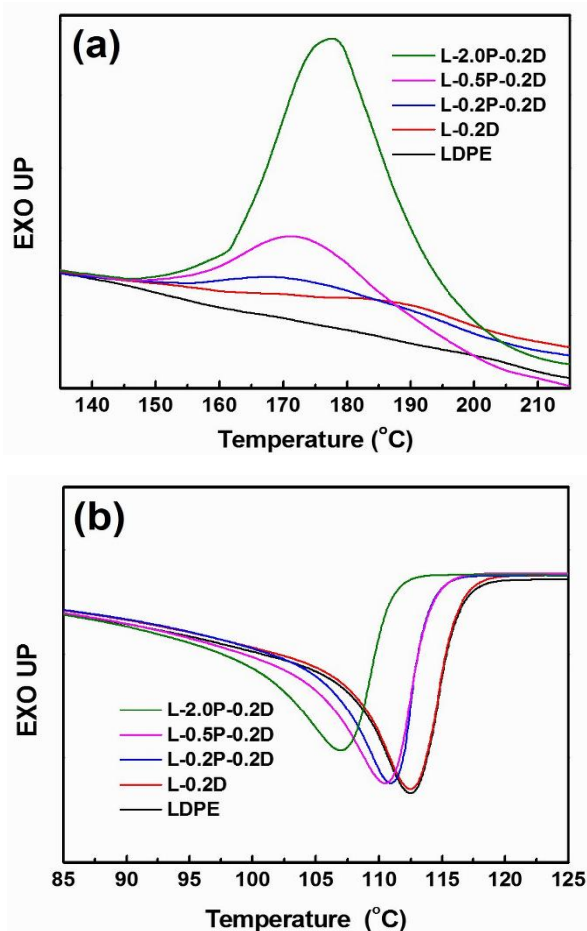 (a)
L-2.0P-0.2D
L-0.5P-0.2D
L-0.2P-0.2D
L-0.2D
LDPE
EXO UP
140 150 160 170 180 190 200 210
Temperature (°C)
(b)
EXO UP
L-2.0P-0.2D
L-0.5P-0.2D
L-0.2P-0.2D
L-0.2D
LDPE
85 90 95 100 105 110 115 120 125
Temperature (°C)